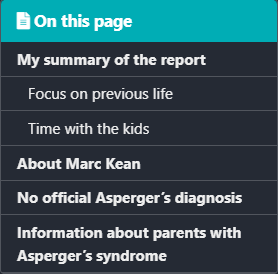 On this page
My summary of the report
Focus on previous life
Time with the kids
About Marc Kean
No official Asperger’s diagnosis
Information about parents with
Asperger’s syndrome